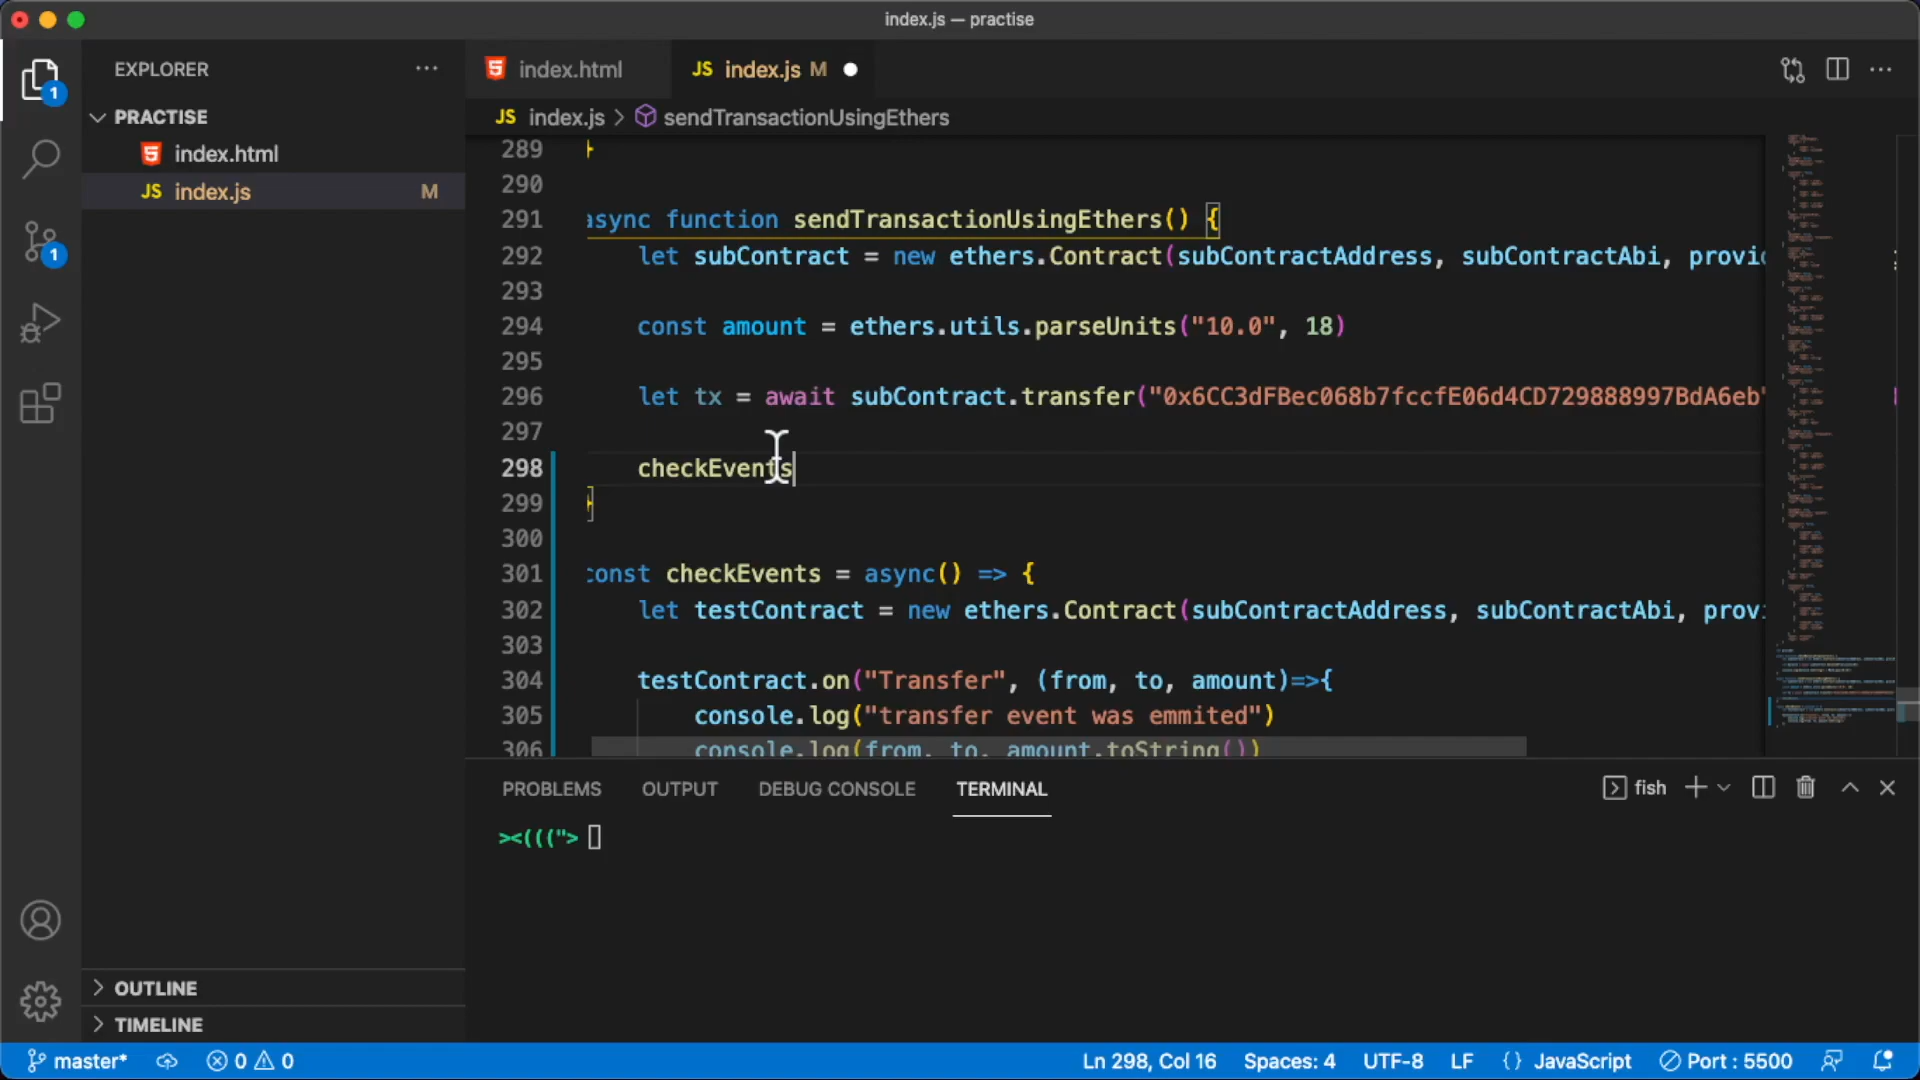 index.js — practise
EXPLORER
···
index.html
JS index.js M
1
PRACTISE
JS index.js > sendTransactionUsingEthers
index.html
JS index.js M
1
289 }
290
291 async function sendTransactionUsingEthers() {
292 let subContract = new ethers.Contract(subContractAddress, subContractAbi, provi
293
294 const amount = ethers.utils.parseUnits("10.0", 18)
295
296 let tx = await subContract.transfer("0x6CC3dFBec068b7fccfE06d4CD729888997BdA6eb"
297
298 checkEvents
299 }
300
301 const checkEvents = async() => {
302 let testContract = new ethers.Contract(subContractAddress, subContractAbi, provi
303
304 testContract.on("Transfer", (from, to, amount)=>{
305 console.log("transfer event was emmited")
306 console.log(from, to, amount.toString())
PROBLEMS OUTPUT DEBUG CONSOLE TERMINAL
fish
><((("> 
OUTLINE
TIMELINE
master* 0 0
Ln 298, Col 16 Spaces: 4 UTF-8 LF {} JavaScript Port : 5500